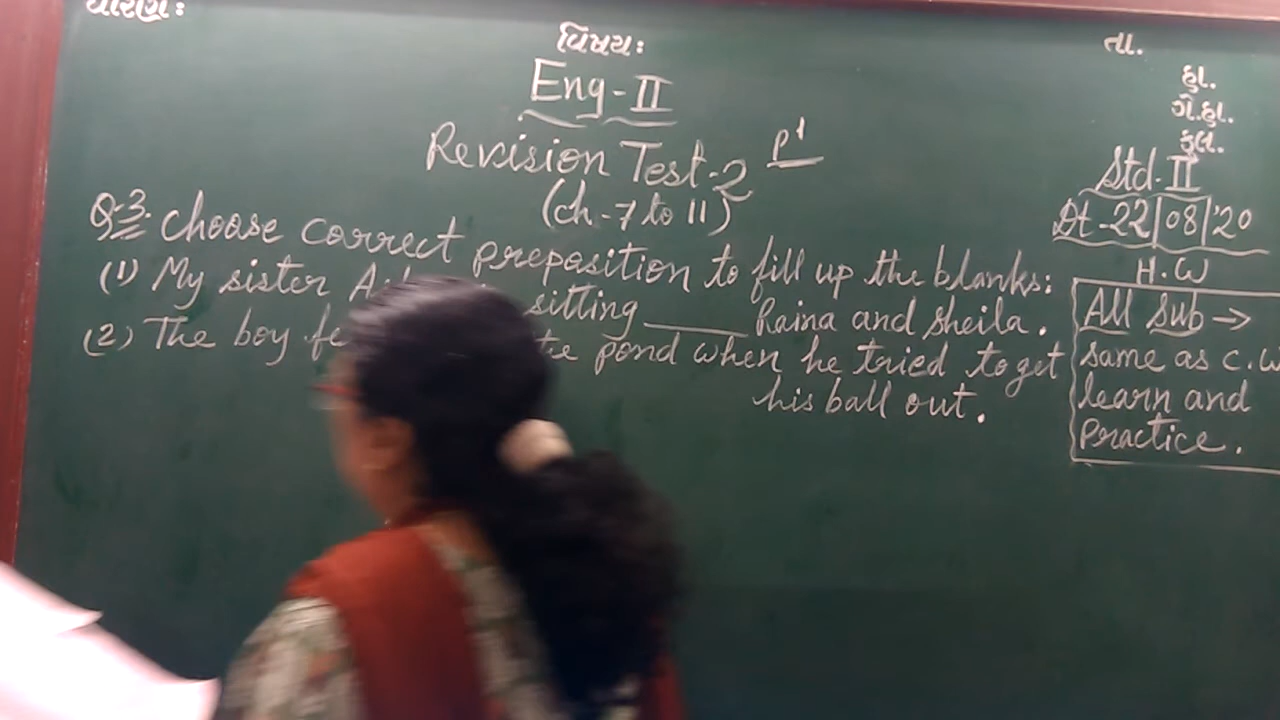 ધોરણ:
વિષય:
તા.
હા.
ગે.હા.
કુલ.
Eng-II
Revision Test-2 P1
(ch-7 to 11)
Std-II
Dt-22|08|'20
Q-3. Choose correct preposition to fill up the blanks:
(1) My sister sitting ____ Raina and Sheila.
(2) The boy pond when he tried to get
his ball out.
H.W
All Sub →
same as C.W
learn and
Practice.